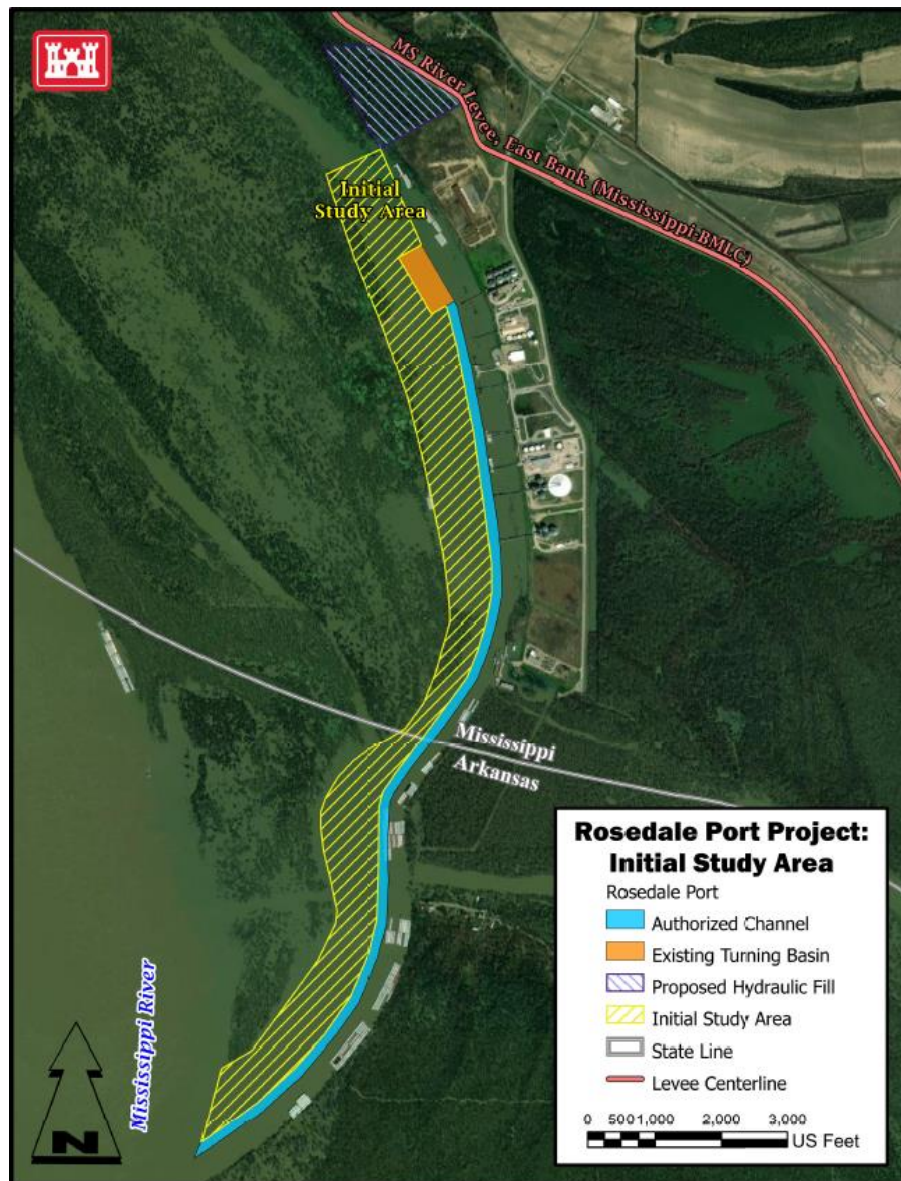 MS River Levee, East Bank (Mississippi-BMLC)
Initial
Study Area
Mississippi
Arkansas
Mississippi River
N
Rosedale Port Project:
Initial Study Area
Rosedale Port
Authorized Channel
Existing Turning Basin
Proposed Hydraulic Fill
Initial Study Area
State Line
Levee Centerline
0 500 1,000 2,000 3,000
US Feet